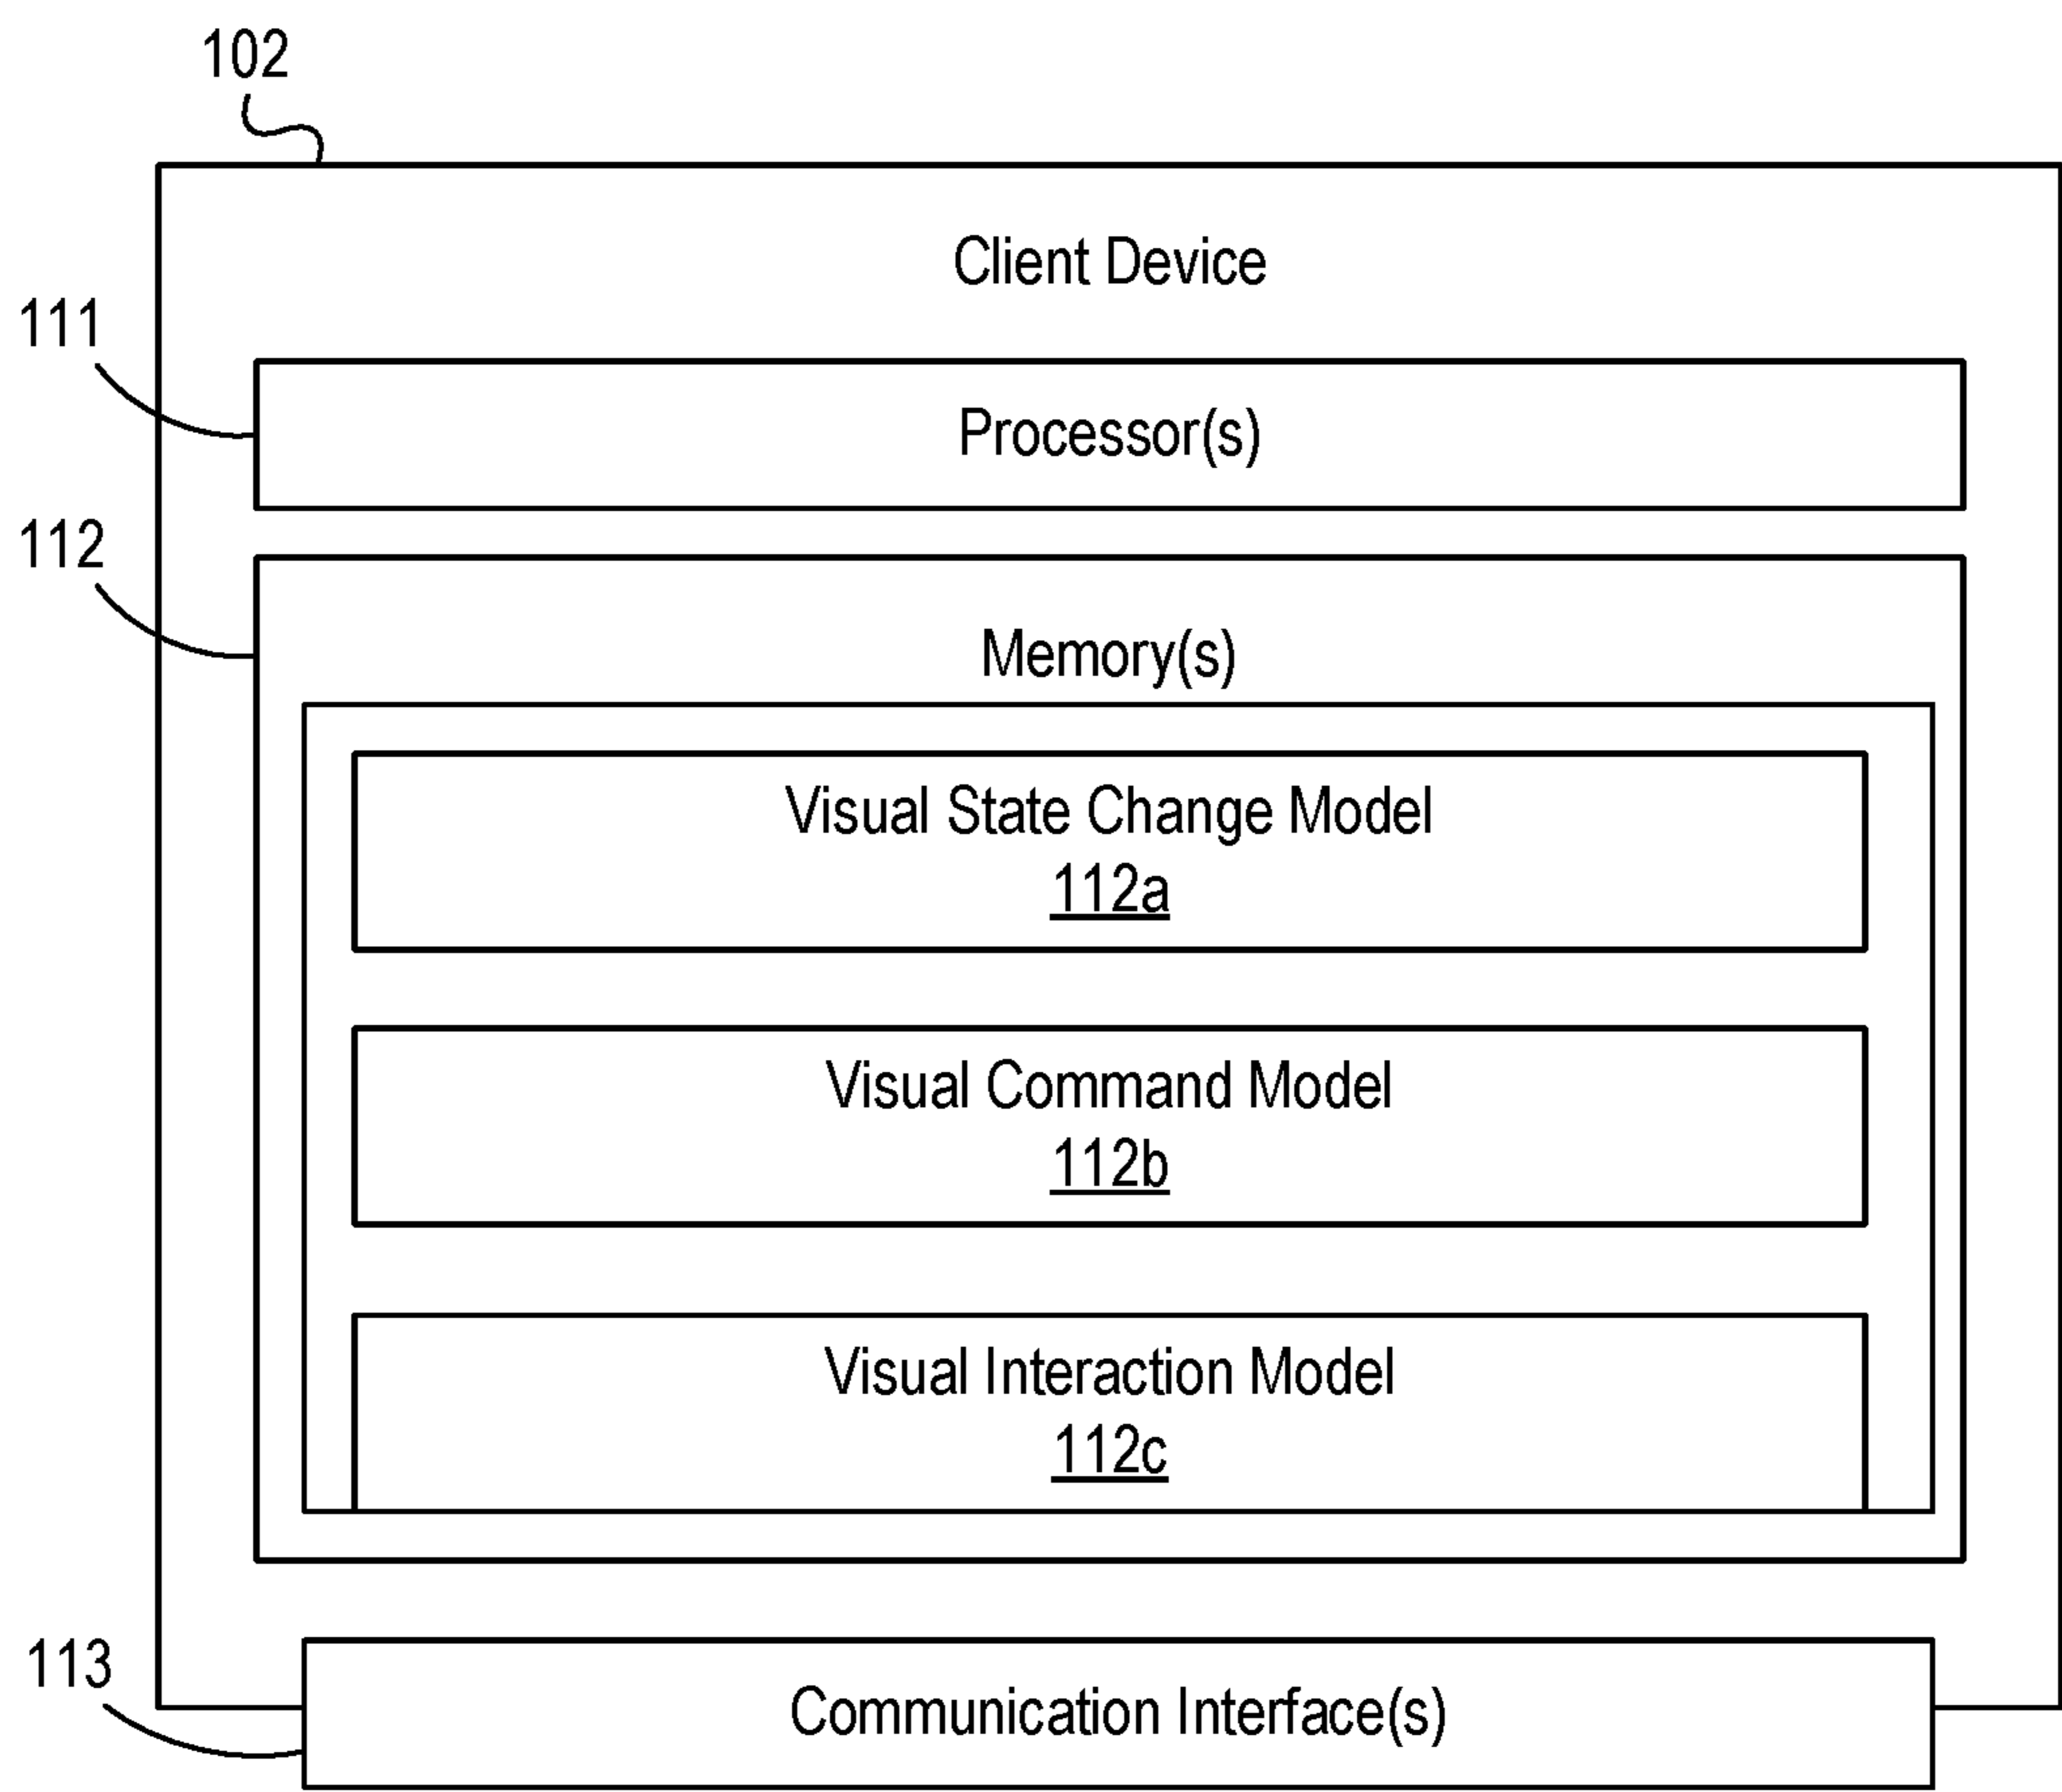 102
Client Device
111
Processor(s)
112
Memory(s)
Visual State Change Model
112a
Visual Command Model
112b
Visual Interaction Model
112c
113
Communication Interface(s)